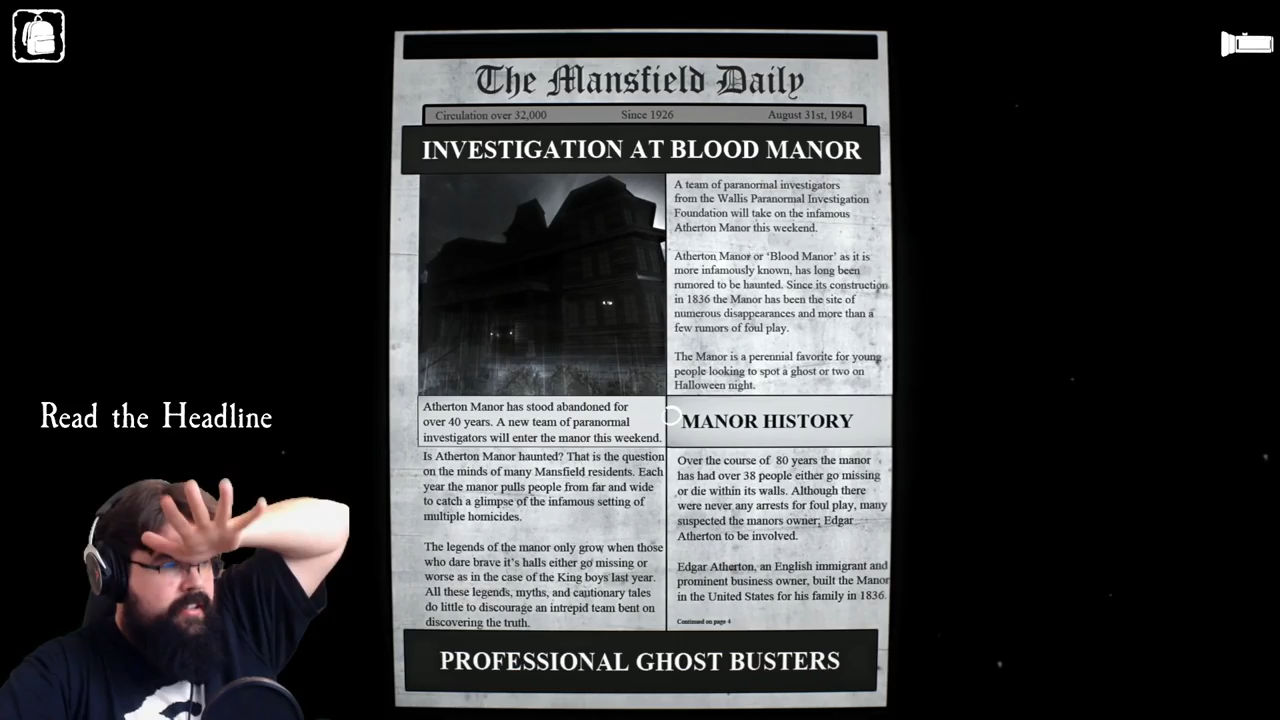 The Mansfield Daily
Circulation over 32,000 Since 1926 August 31st, 1984
INVESTIGATION AT BLOOD MANOR
A team of paranormal investigators
from the Wallis Paranormal Investigation
Foundation will take on the infamous
Atherton Manor this weekend.
Atherton Manor or ‘Blood Manor’ as it is
more infamously known, has long been
rumored to be haunted. Since its construction
in 1836 the Manor has been the site of
numerous disappearances and more than a
few rumors of foul play.
The Manor is a perennial favorite for young
people looking to spot a ghost or two on
Halloween night.
Atherton Manor has stood abandoned for
over 40 years. A new team of paranormal
investigators will enter the manor this weekend.
Is Atherton Manor haunted? That is the question
on the minds of many Mansfield residents. Each
year the manor pulls people from far and wide
to catch a glimpse of the infamous setting of
multiple homicides.
The legends of the manor only grow when those
who dare brave it’s halls either go missing or
worse as in the case of the King boys last year.
All these legends, myths, and cautionary tales
do little to discourage an intrepid team bent on
discovering the truth.
MANOR HISTORY
Over the course of 80 years the manor
has had over 38 people either go missing
or die within its walls. Although there
were never any arrests for foul play, many
suspected the manors owner; Edgar
Atherton to be involved.
Edgar Atherton, an English immigrant and
prominent business owner, built the Manor
in the United States for his family in 1836.
Continued on page 4
PROFESSIONAL GHOST BUSTERS
Read the Headline